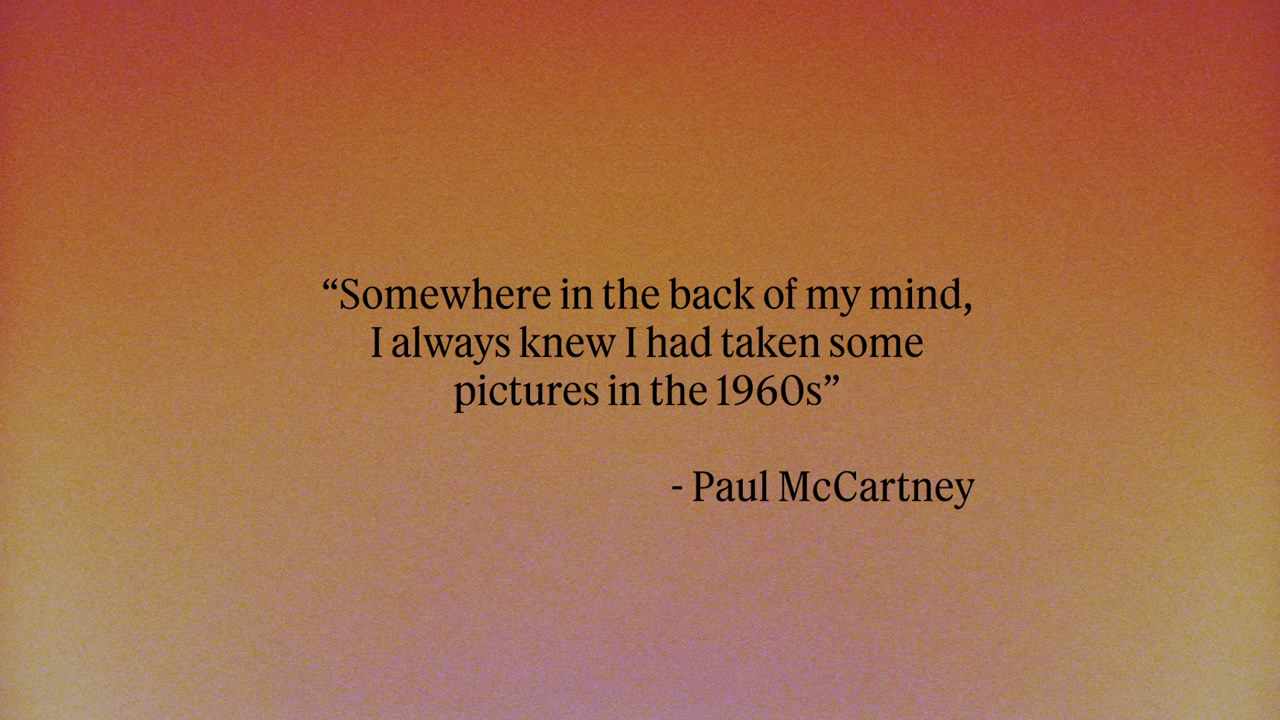 “Somewhere in the back of my mind,
I always knew I had taken some
pictures in the 1960s”
- Paul McCartney